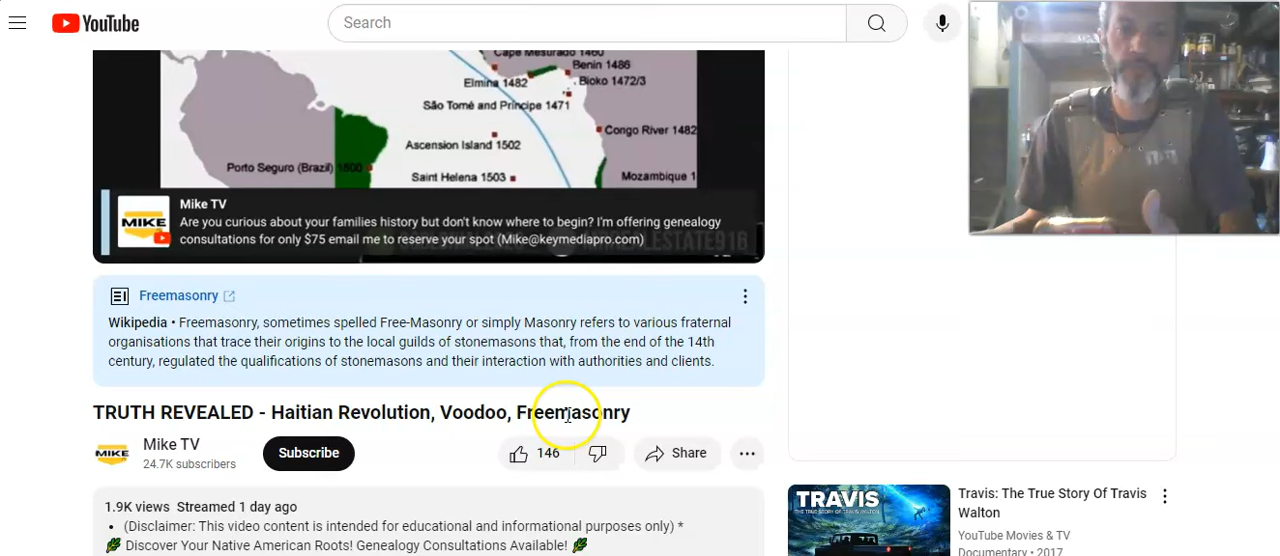 YouTube
Search
Cape Mesurado 1460
Benin 1486
Elmina 1482
Bioko 1472/3
São Tomé and Príncipe 1471
Congo River 1482
Ascension Island 1502
Porto Seguro (Brazil) 1500
Saint Helena 1503
Mozambique 1
Mike TV
MIKE
Are you curious about your families history but don't know where to begin? I'm offering genealogy
consultations for only $75 email me to reserve your spot (Mike@keymediapro.com)
Freemasonry
Wikipedia • Freemasonry, sometimes spelled Free-Masonry or simply Masonry refers to various fraternal
organisations that trace their origins to the local guilds of stonemasons that, from the end of the 14th
century, regulated the qualifications of stonemasons and their interaction with authorities and clients.
TRUTH REVEALED - Haitian Revolution, Voodoo, Freemasonry
MIKE
Mike TV
24.7K subscribers
Subscribe
146
Share
1.9K views Streamed 1 day ago
• (Disclaimer: This video content is intended for educational and informational purposes only) *
Discover Your Native American Roots! Genealogy Consultations Available!
TRAVIS
THE TRUE STORY OF TRAVIS WALTON
Travis: The True Story Of Travis
Walton
YouTube Movies & TV
Documentary • 2017